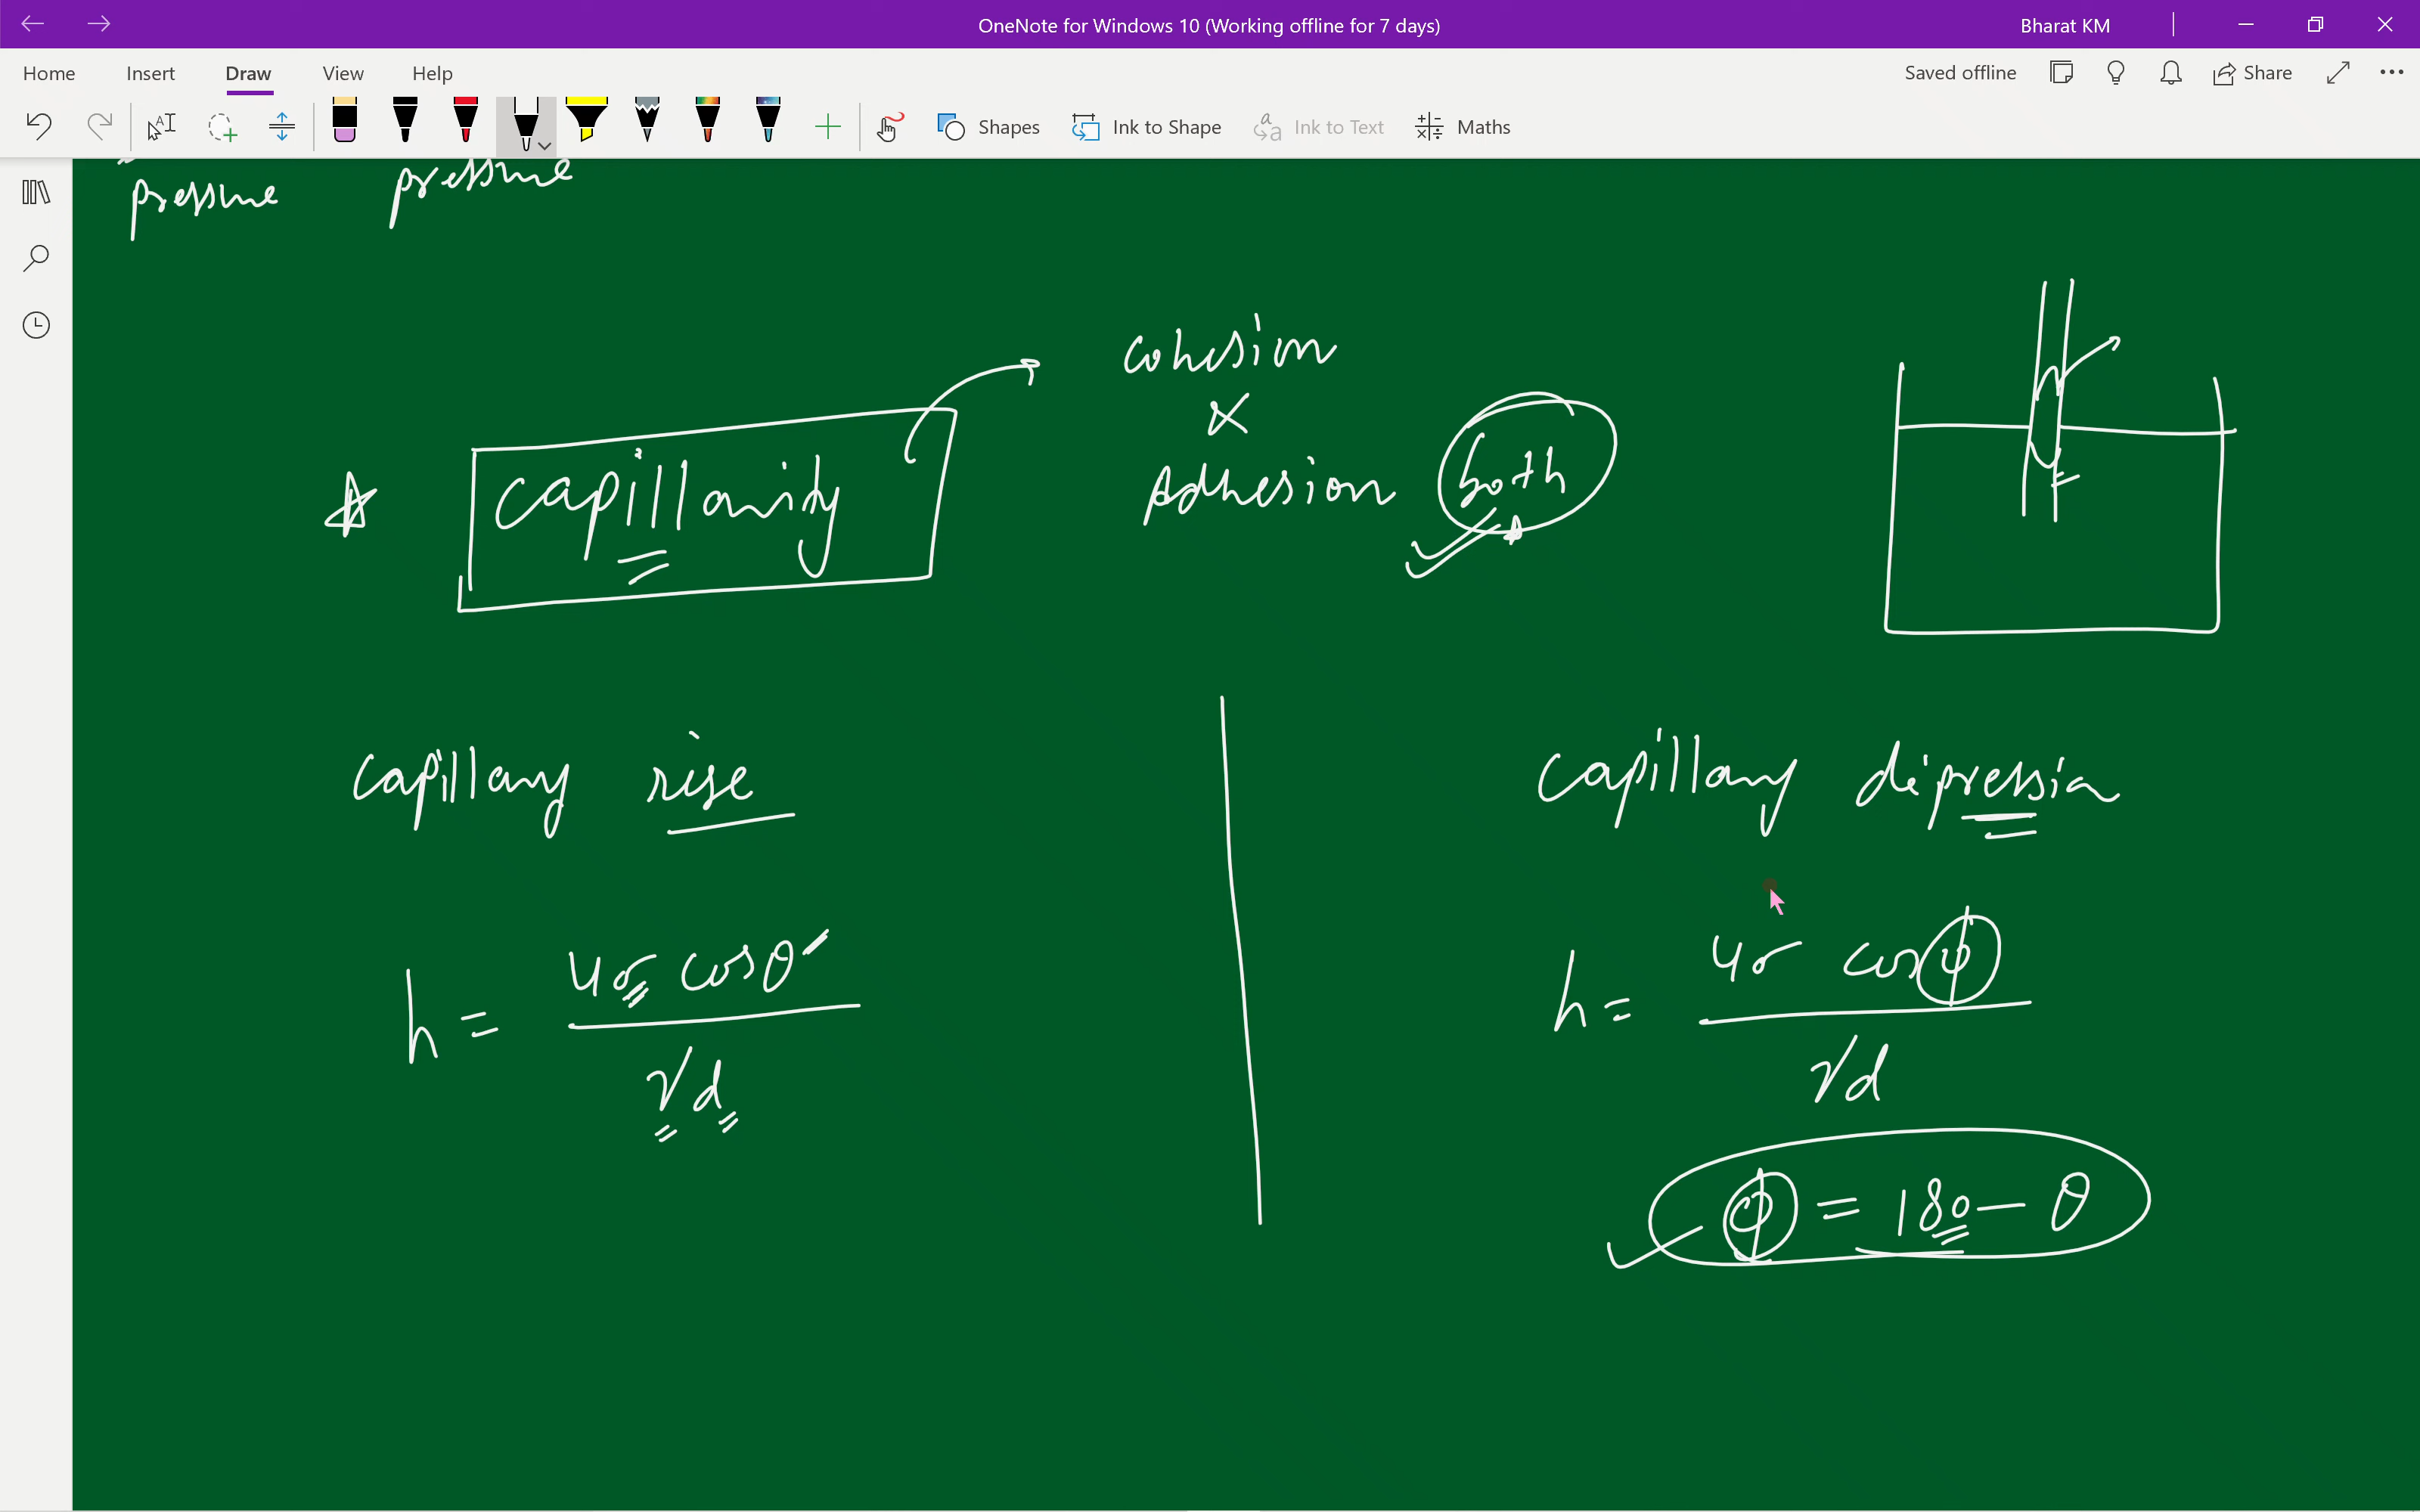 OneNote for Windows 10 (Working offline for 7 days)
Bharat KM
Home Insert Draw View Help
Saved offline Share
Shapes Ink to Shape Ink to Text Maths
pressure pressure
cohesion
&
Adhesion both
capillarity
capillary rise
capillary depression
h = 4σ cosθ / γd
h = 4σ cosφ / γd
φ = 180 - θ